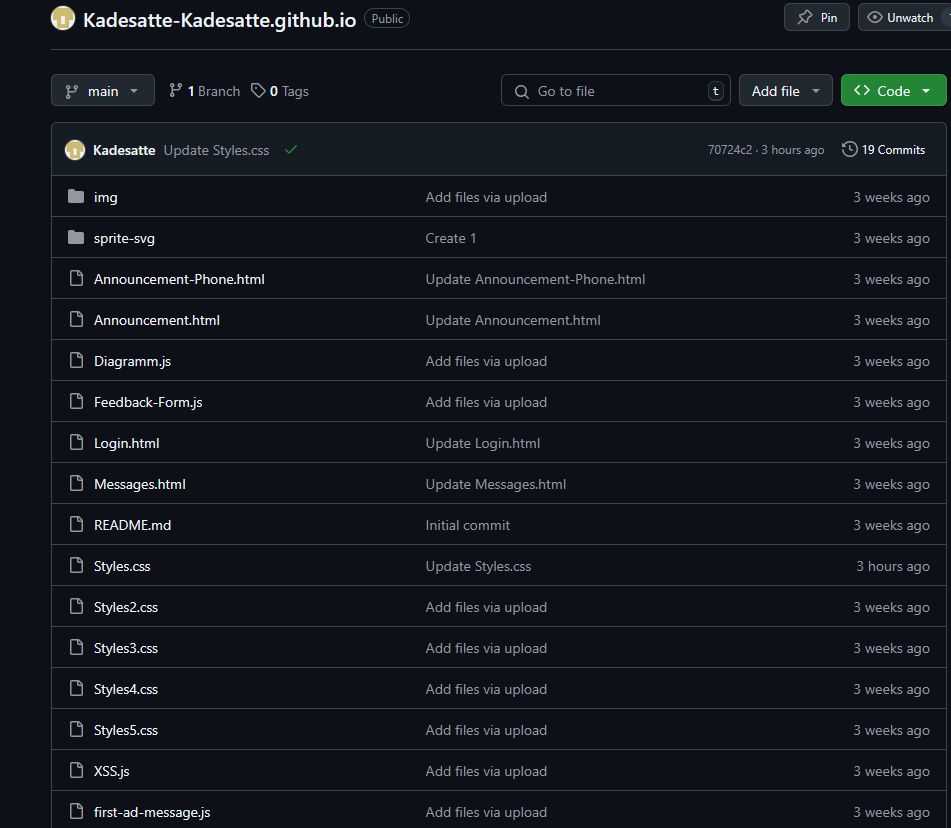 Kadesatte-Kadesatte.github.io Public Pin Unwatch
main 1 Branch 0 Tags Go to file t Add file Code
Kadesatte Update Styles.css 70724c2 · 3 hours ago 19 Commits
img Add files via upload 3 weeks ago
sprite-svg Create 1 3 weeks ago
Announcement-Phone.html Update Announcement-Phone.html 3 weeks ago
Announcement.html Update Announcement.html 3 weeks ago
Diagramm.js Add files via upload 3 weeks ago
Feedback-Form.js Add files via upload 3 weeks ago
Login.html Update Login.html 3 weeks ago
Messages.html Update Messages.html 3 weeks ago
README.md Initial commit 3 weeks ago
Styles.css Update Styles.css 3 hours ago
Styles2.css Add files via upload 3 weeks ago
Styles3.css Add files via upload 3 weeks ago
Styles4.css Add files via upload 3 weeks ago
Styles5.css Add files via upload 3 weeks ago
XSS.js Add files via upload 3 weeks ago
first-ad-message.js Add files via upload 3 weeks ago